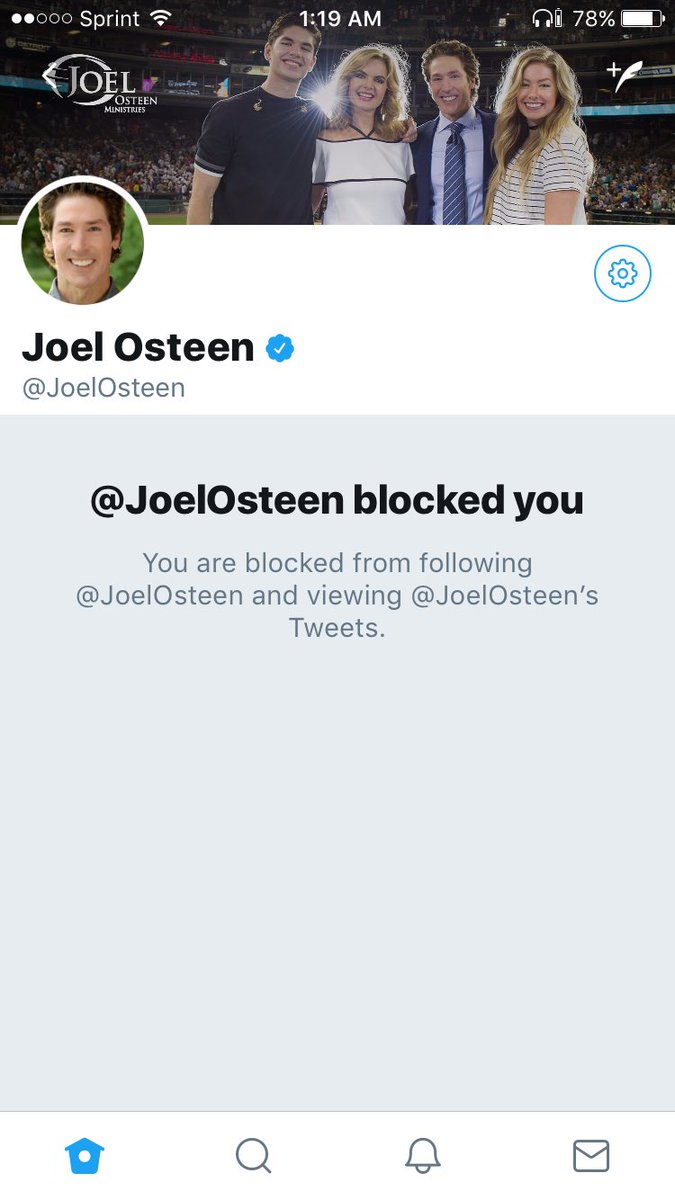 Sprint 1:19 AM 78%
JOEL
OSTEEN
MINISTRIES
Joel Osteen
@JoelOsteen
@JoelOsteen blocked you
You are blocked from following
@JoelOsteen and viewing @JoelOsteen’s
Tweets.